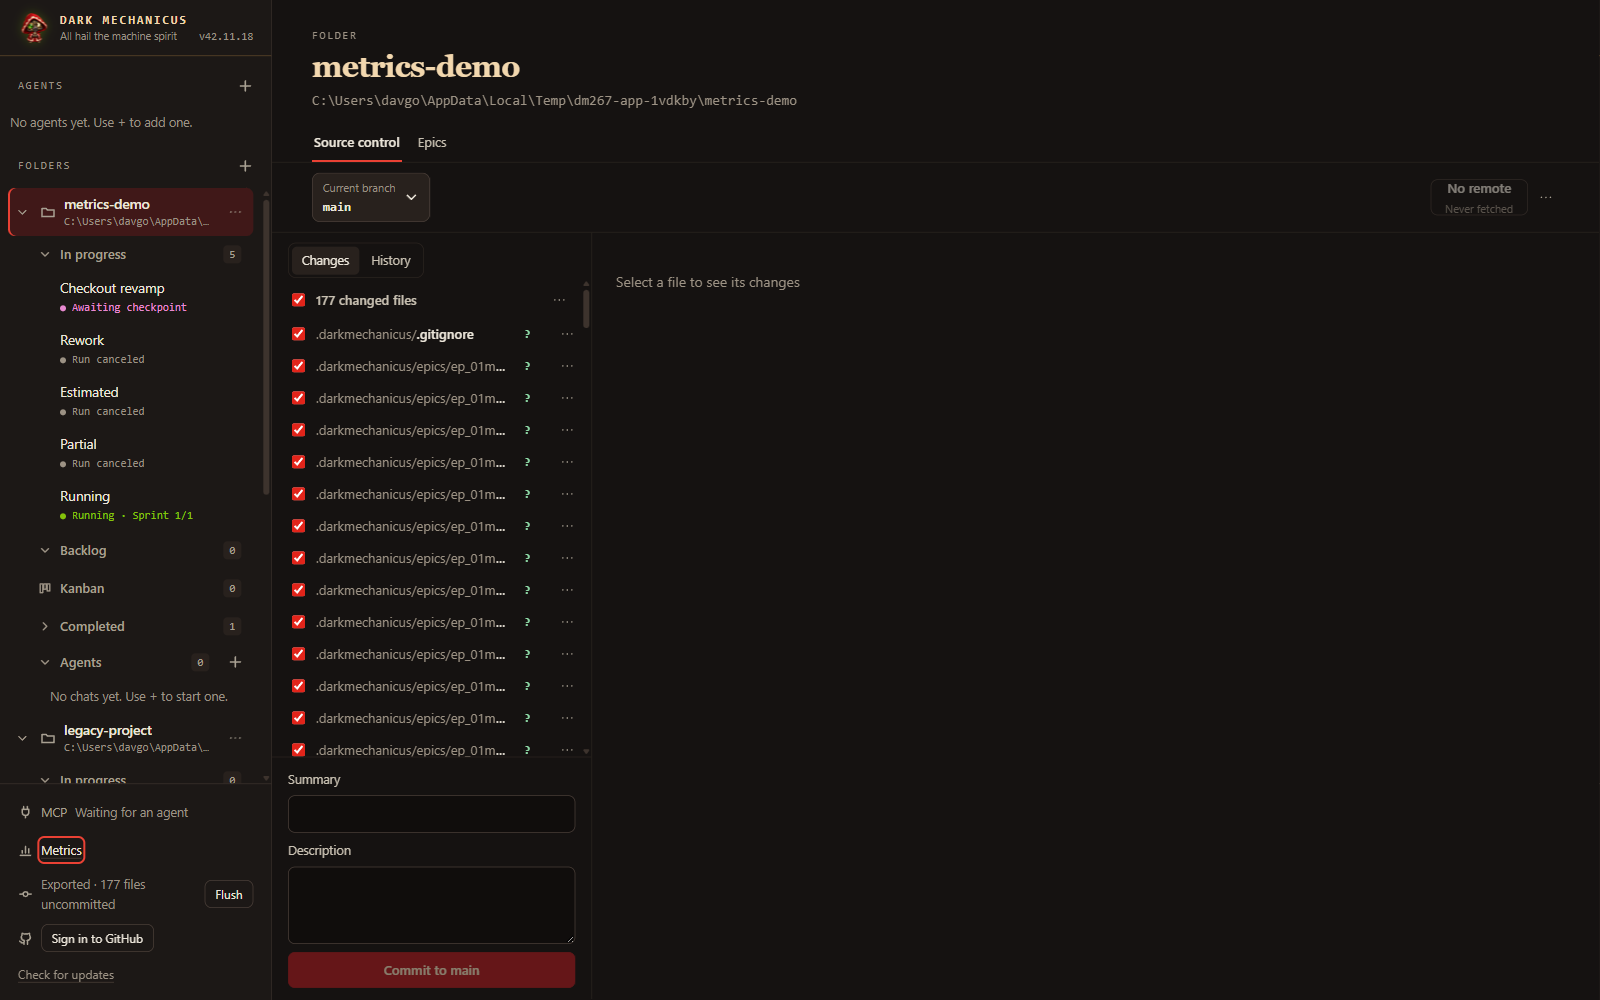 DARK MECHANICUS
All hail the machine spirit v42.11.18
AGENTS
No agents yet. Use + to add one.
FOLDERS
metrics-demo
C:\Users\davgo\AppData\…
In progress 5
Checkout revamp
Awaiting checkpoint
Rework
Run canceled
Estimated
Run canceled
Partial
Run canceled
Running
Running · Sprint 1/1
Backlog 0
Kanban 0
Completed 1
Agents 0
No chats yet. Use + to start one.
legacy-project
C:\Users\davgo\AppData\…
In progress 0
MCP Waiting for an agent
Metrics
Exported · 177 files
uncommitted
Flush
Sign in to GitHub
Check for updates
FOLDER
metrics-demo
C:\Users\davgo\AppData\Local\Temp\dm267-app-1vdkby\metrics-demo
Source control Epics
Current branch
main
No remote
Never fetched
Changes History
177 changed files
.darkmechanicus/.gitignore ?
.darkmechanicus/epics/ep_01m... ?
.darkmechanicus/epics/ep_01m... ?
.darkmechanicus/epics/ep_01m... ?
.darkmechanicus/epics/ep_01m... ?
.darkmechanicus/epics/ep_01m... ?
.darkmechanicus/epics/ep_01m... ?
.darkmechanicus/epics/ep_01m... ?
.darkmechanicus/epics/ep_01m... ?
.darkmechanicus/epics/ep_01m... ?
.darkmechanicus/epics/ep_01m... ?
.darkmechanicus/epics/ep_01m... ?
.darkmechanicus/epics/ep_01m... ?
.darkmechanicus/epics/ep_01m... ?
Summary
Description
Commit to main
Select a file to see its changes